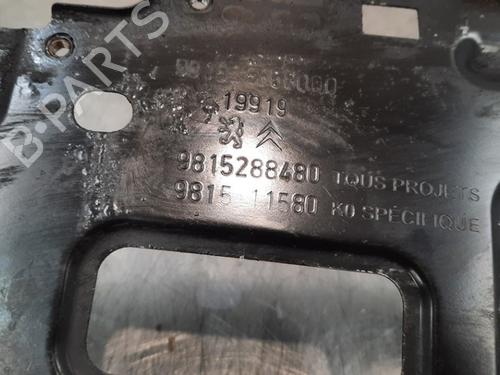 B-PARTS
19919
9815288480 TOUS PROJETS
9815 11580 K0 SPÉCIFIQUE